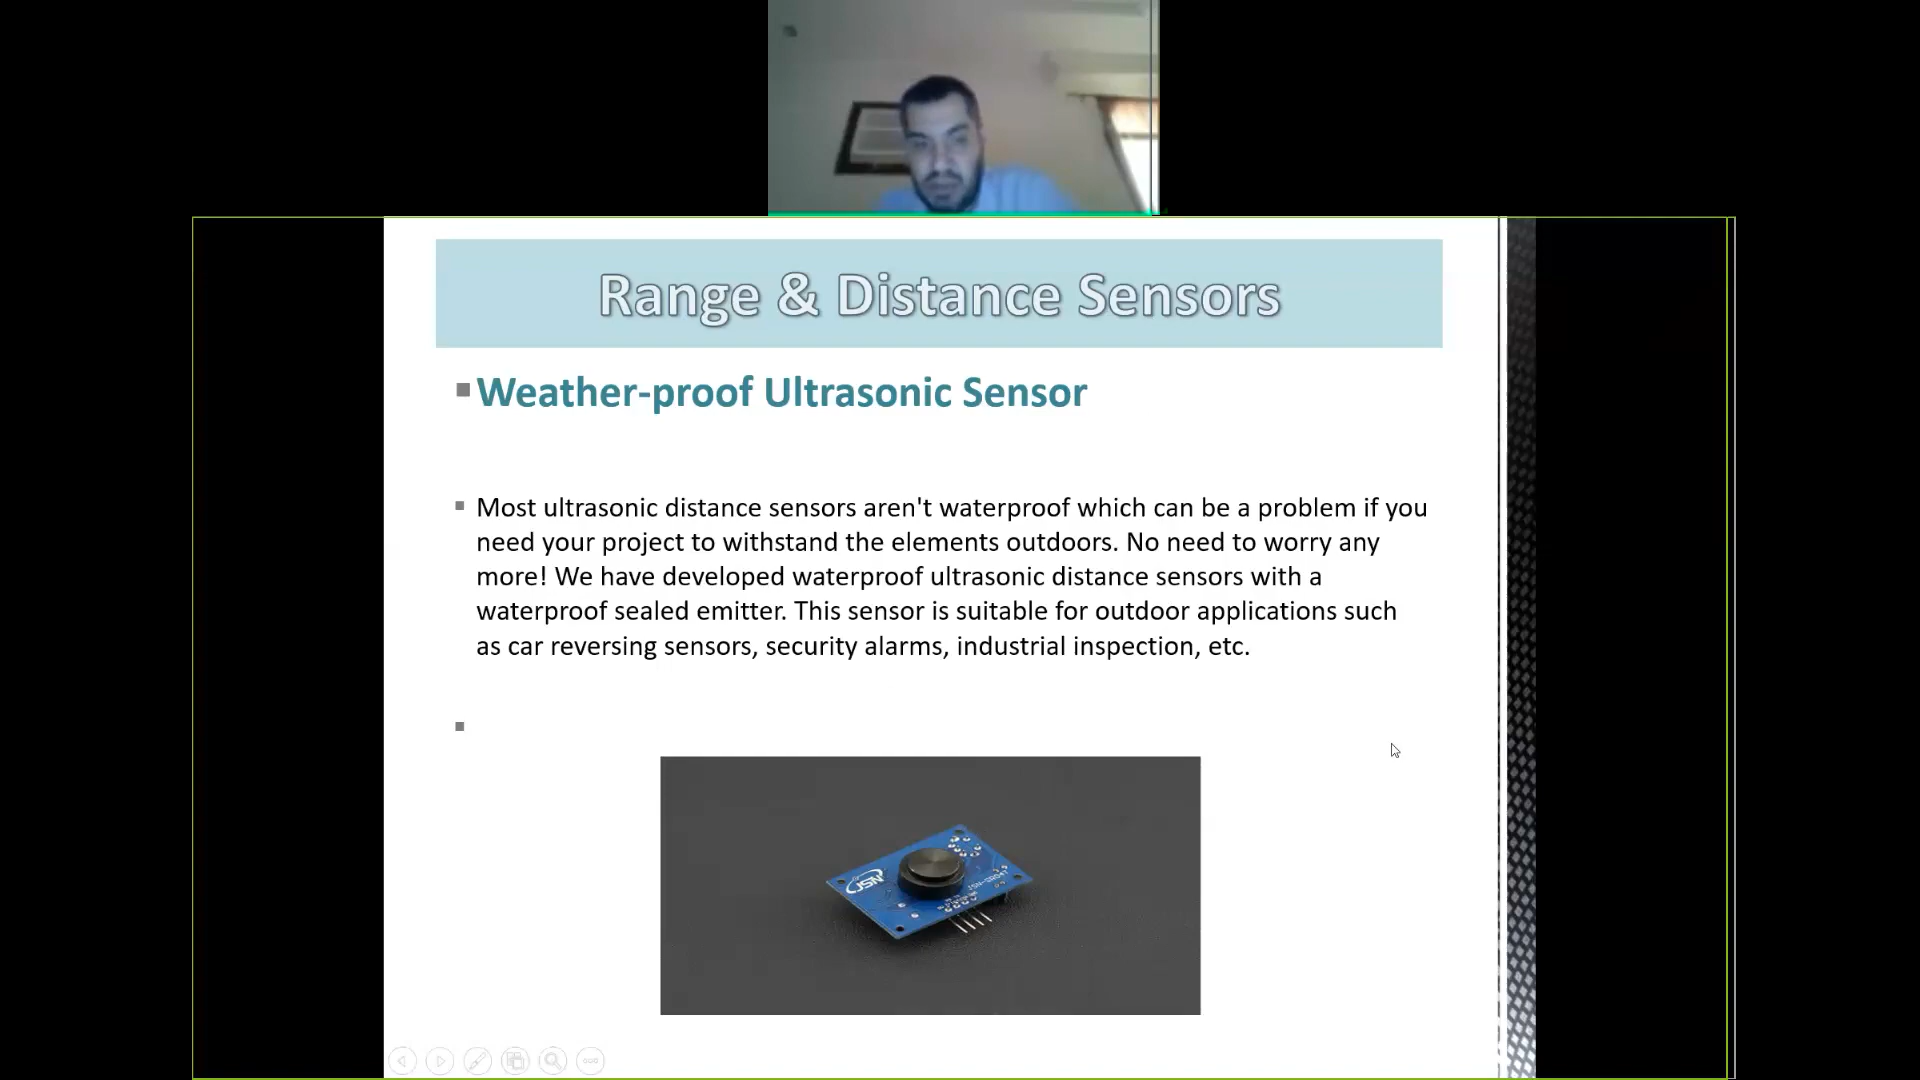 Range & Distance Sensors
Weather-proof Ultrasonic Sensor
Most ultrasonic distance sensors aren't waterproof which can be a problem if you
need your project to withstand the elements outdoors. No need to worry any
more! We have developed waterproof ultrasonic distance sensors with a
waterproof sealed emitter. This sensor is suitable for outdoor applications such
as car reversing sensors, security alarms, industrial inspection, etc.
JSN